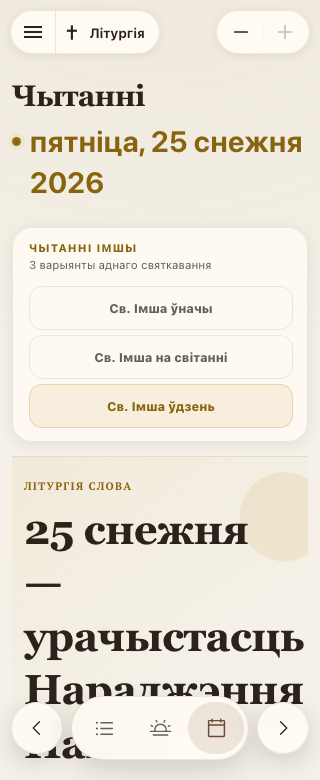 Літургія
Чытанні
пятніца, 25 снежня
2026
ЧЫТАННІ ІМШЫ
3 варыянты аднаго святкавання
Св. Імша ўначы
Св. Імша на світанні
Св. Імша ўдзень
ЛІТУРГІЯ СЛОВА
25 снежня
—
урачыстасць
Нараджэння